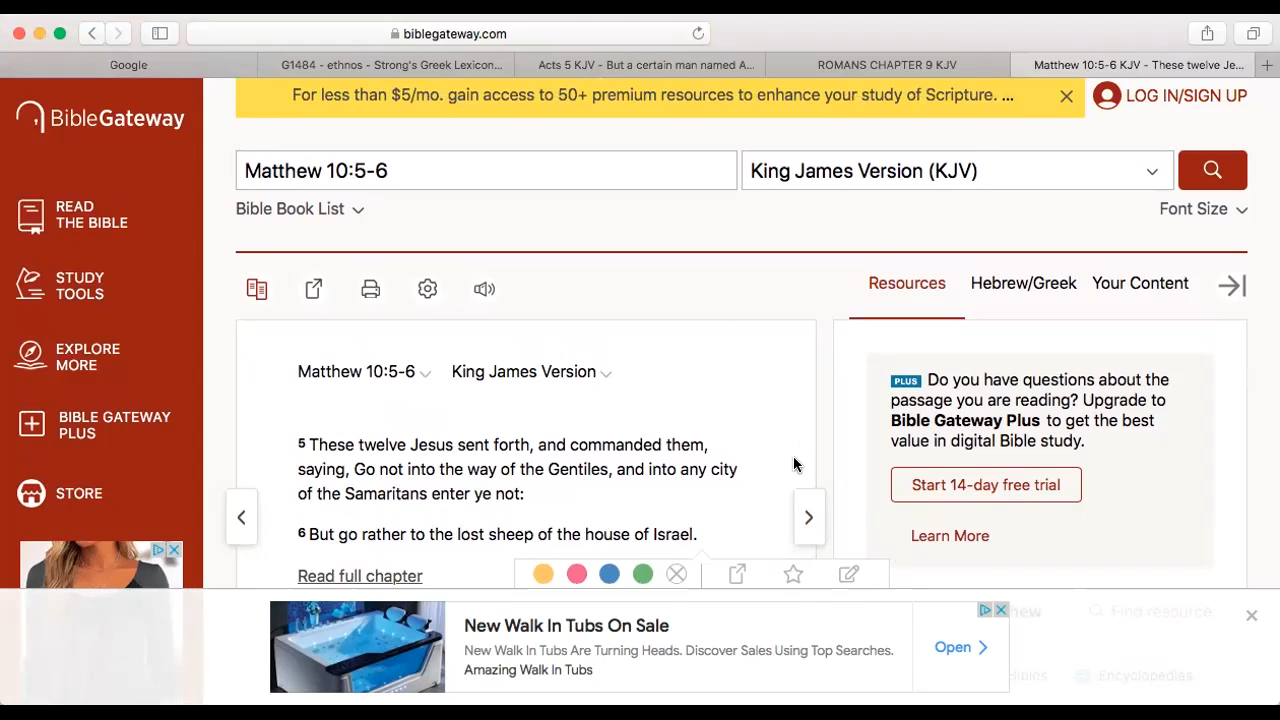 biblegateway.com
Google
G1484 - ethnos - Strong's Greek Lexicon...
Acts 5 KJV - But a certain man named A...
ROMANS CHAPTER 9 KJV
Matthew 10:5-6 KJV - These twelve Je...
BibleGateway
For less than $5/mo. gain access to 50+ premium resources to enhance your study of Scripture. ...
LOG IN/SIGN UP
Matthew 10:5-6
King James Version (KJV)
Bible Book List
Font Size
READ
THE BIBLE
STUDY
TOOLS
EXPLORE
MORE
BIBLE GATEWAY
PLUS
STORE
Resources
Hebrew/Greek
Your Content
Matthew 10:5-6
King James Version
5 These twelve Jesus sent forth, and commanded them,
saying, Go not into the way of the Gentiles, and into any city
of the Samaritans enter ye not:
6 But go rather to the lost sheep of the house of Israel.
Read full chapter
PLUS Do you have questions about the
passage you are reading? Upgrade to
Bible Gateway Plus to get the best
value in digital Bible study.
Start 14-day free trial
Learn More
New Walk In Tubs On Sale
New Walk In Tubs Are Turning Heads. Discover Sales Using Top Searches.
Amazing Walk In Tubs
Open
Find resource
Encyclopedias